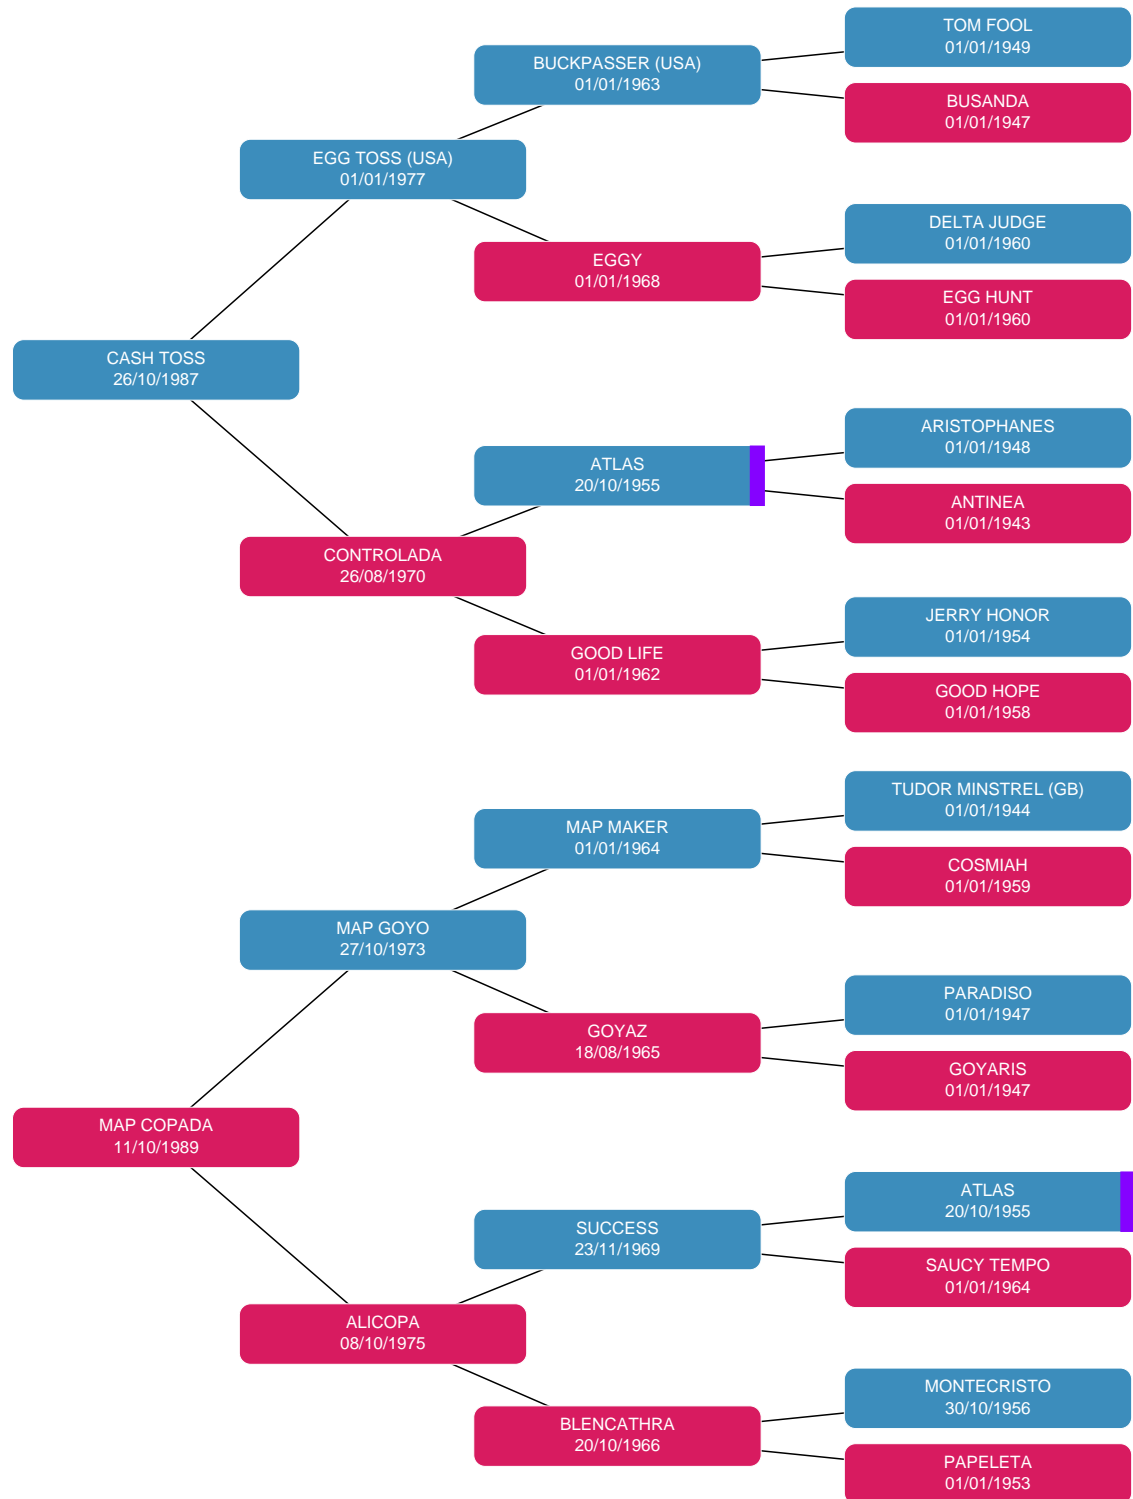 TOM FOOL
01/01/1949
BUCKPASSER (USA)
01/01/1963
BUSANDA
01/01/1947
EGG TOSS (USA)
01/01/1977
DELTA JUDGE
01/01/1960
EGGY
01/01/1968
EGG HUNT
01/01/1960
CASH TOSS
26/10/1987
ARISTOPHANES
01/01/1948
ATLAS
20/10/1955
ANTINEA
01/01/1943
CONTROLADA
26/08/1970
JERRY HONOR
01/01/1954
GOOD LIFE
01/01/1962
GOOD HOPE
01/01/1958
TUDOR MINSTREL (GB)
01/01/1944
MAP MAKER
01/01/1964
COSMIAH
01/01/1959
MAP GOYO
27/10/1973
PARADISO
01/01/1947
GOYAZ
18/08/1965
GOYARIS
01/01/1947
MAP COPADA
11/10/1989
ATLAS
20/10/1955
SUCCESS
23/11/1969
SAUCY TEMPO
01/01/1964
ALICOPA
08/10/1975
MONTECRISTO
30/10/1956
BLENCATHRA
20/10/1966
PAPELETA
01/01/1953